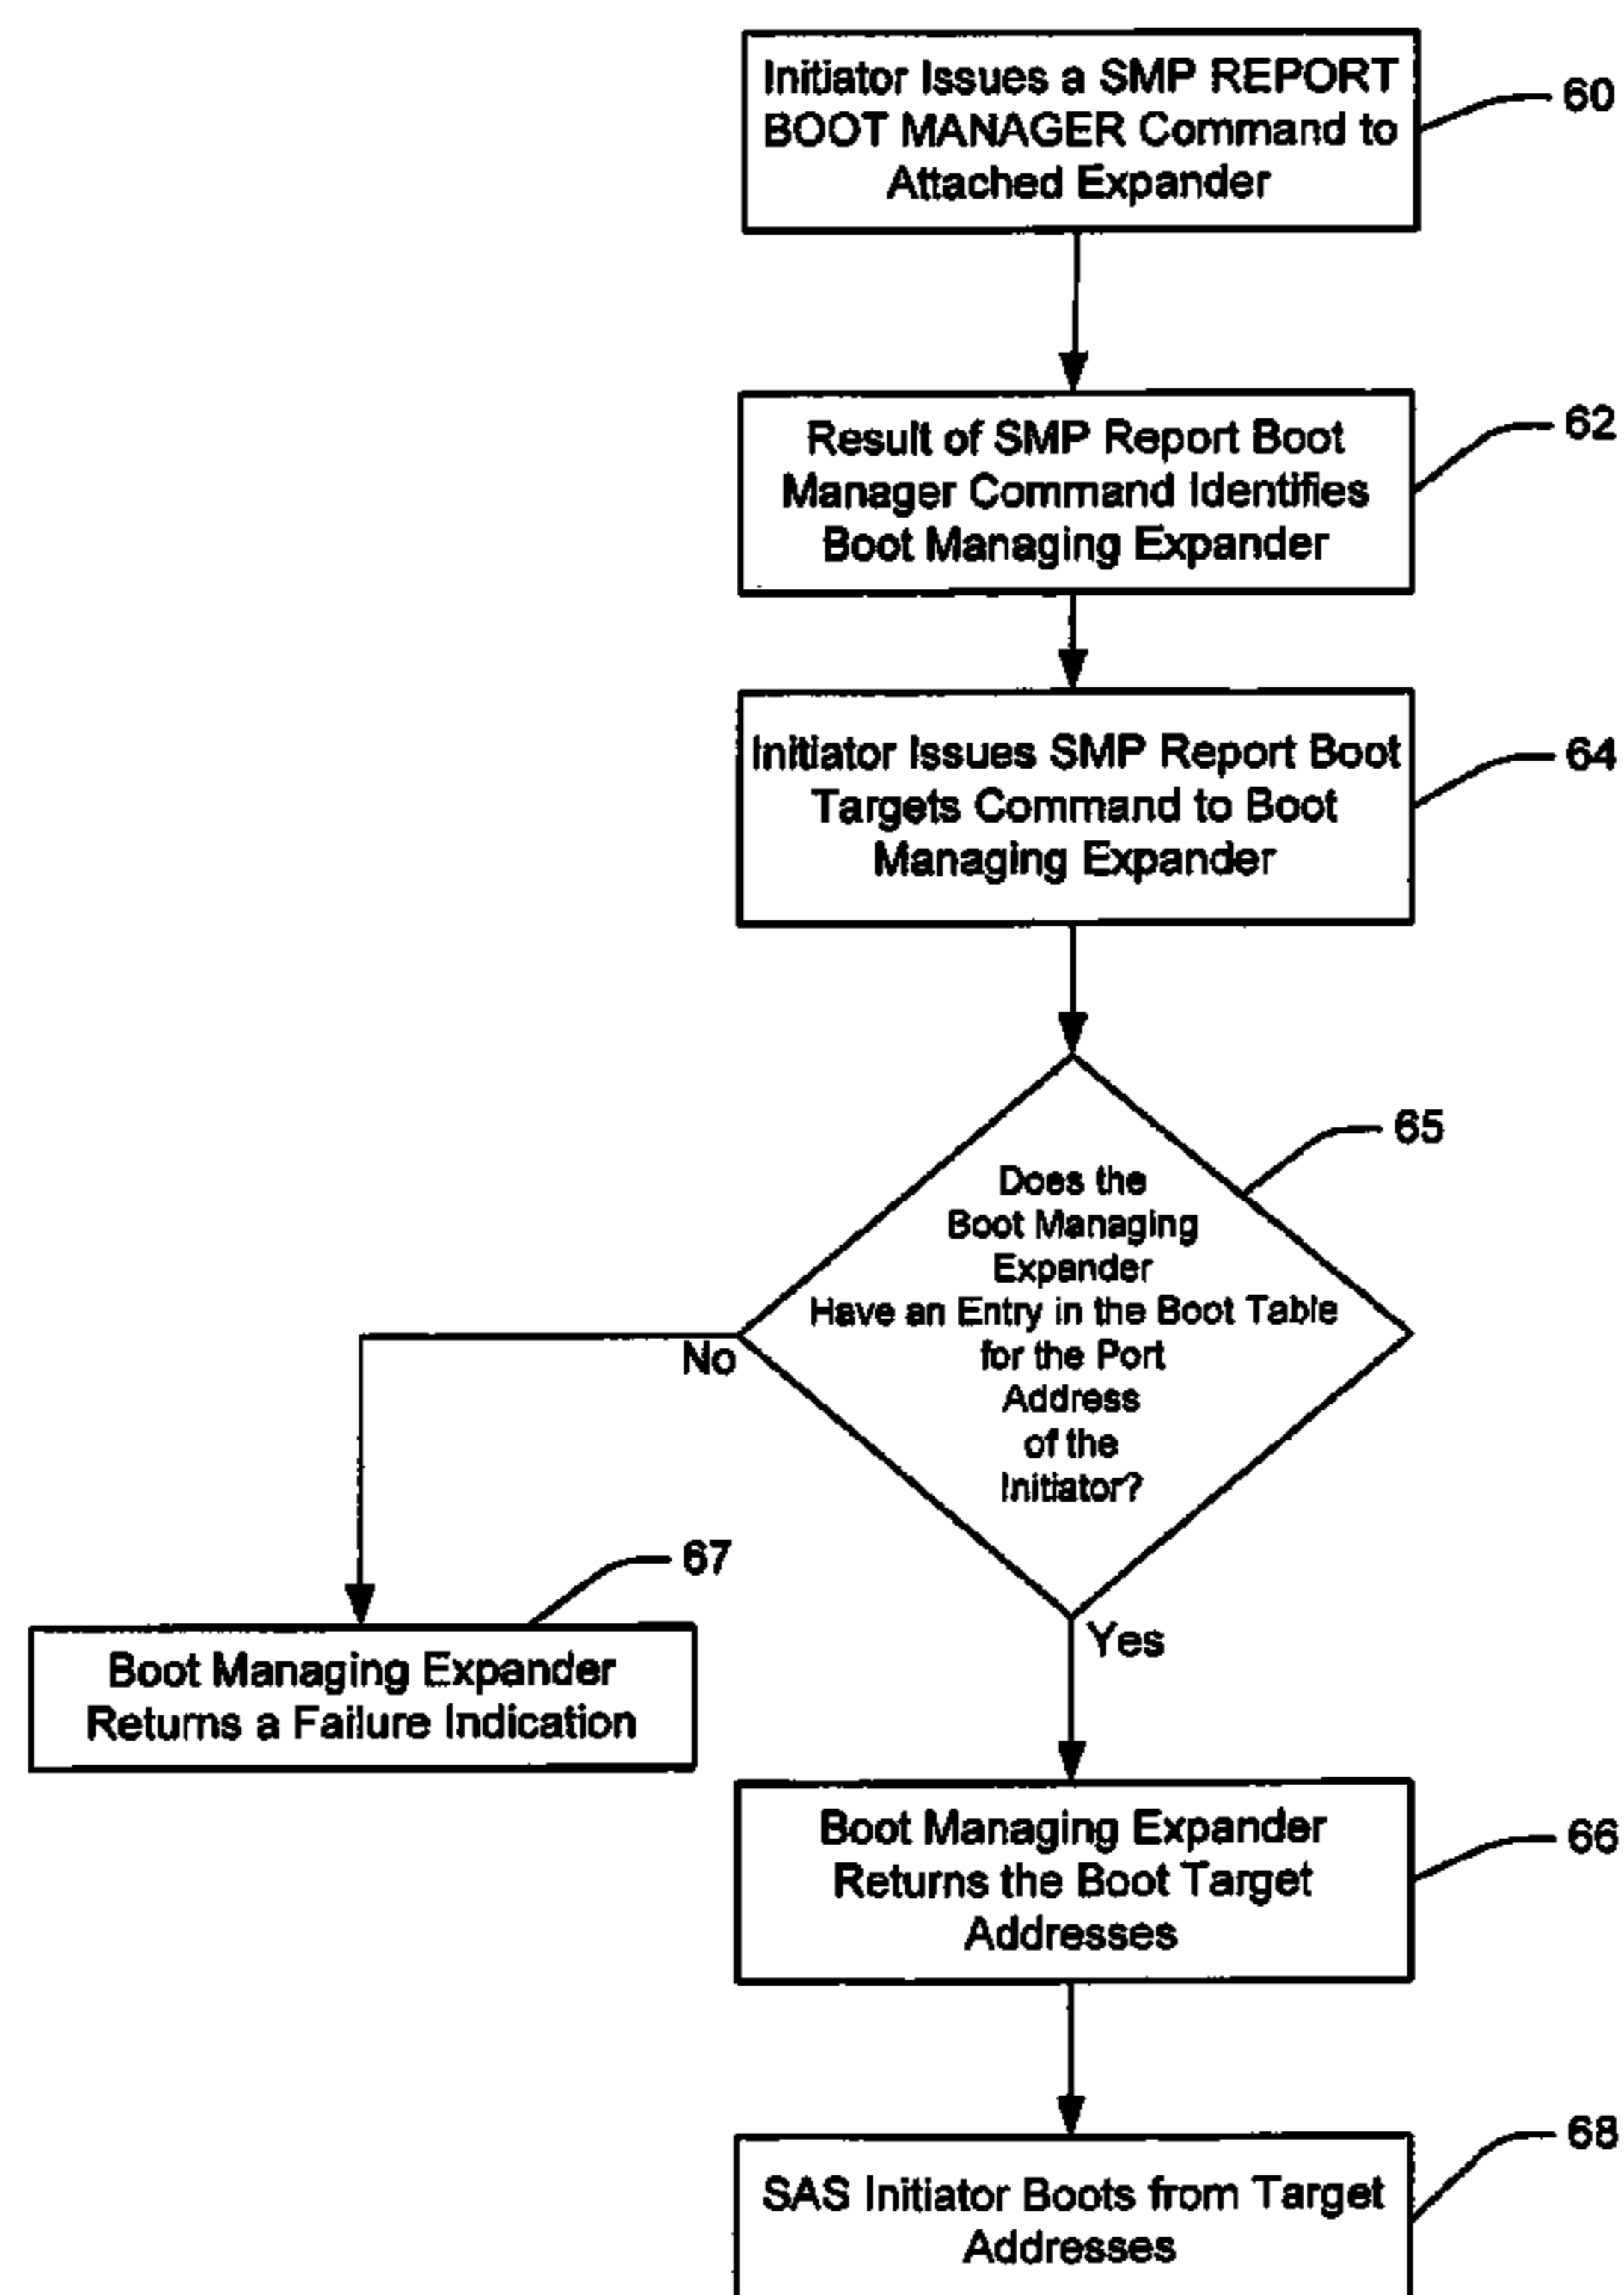 Initiator Issues a SMP REPORT
BOOT MANAGER Command to
Attached Expander
60
Result of SMP Report Boot
Manager Command Identifies
Boot Managing Expander
62
Initiator Issues SMP Report Boot
Targets Command to Boot
Managing Expander
64
65
Does the
Boot Managing
Expander
Have an Entry in the Boot Table
for the Port
Address
of the
Initiator?
No
67
Boot Managing Expander
Returns a Failure Indication
Yes
Boot Managing Expander
Returns the Boot Target
Addresses
66
SAS Initiator Boots from Target
Addresses
68